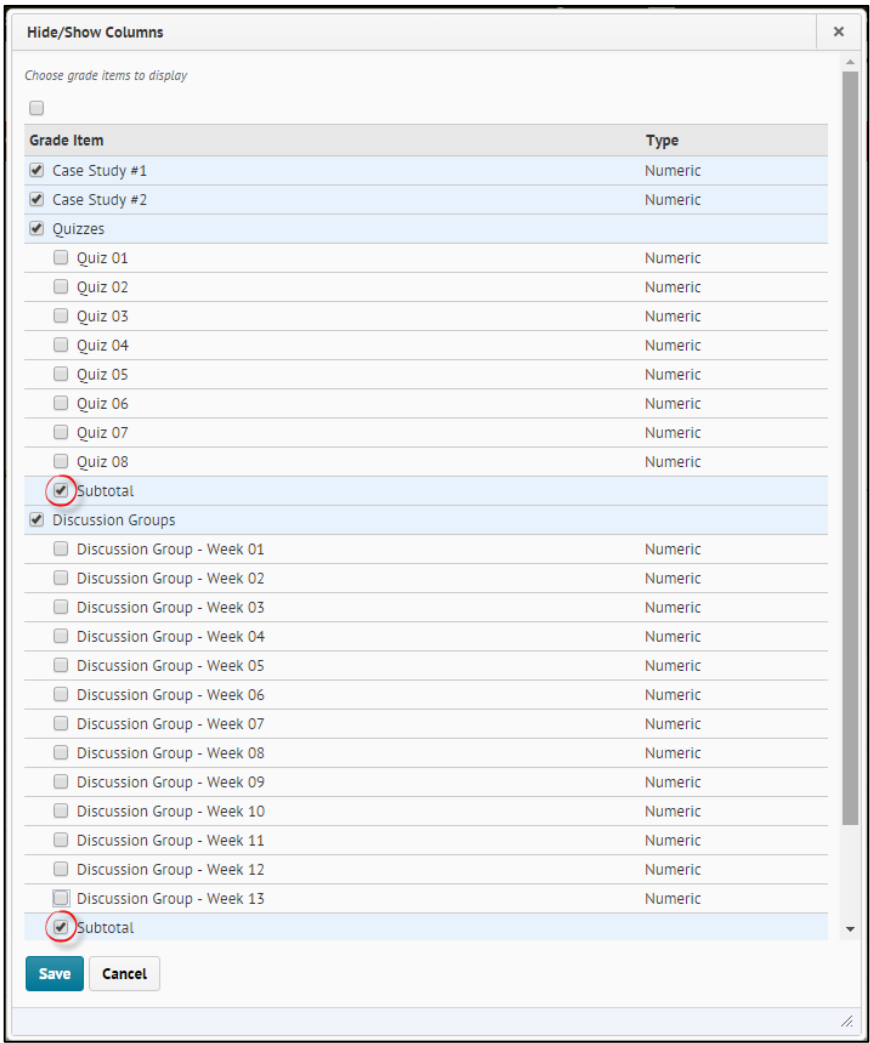 Hide/Show Columns
Choose grade items to display
Grade Item Type
Case Study #1 Numeric
Case Study #2 Numeric
Quizzes
Quiz 01 Numeric
Quiz 02 Numeric
Quiz 03 Numeric
Quiz 04 Numeric
Quiz 05 Numeric
Quiz 06 Numeric
Quiz 07 Numeric
Quiz 08 Numeric
Subtotal
Discussion Groups
Discussion Group - Week 01 Numeric
Discussion Group - Week 02 Numeric
Discussion Group - Week 03 Numeric
Discussion Group - Week 04 Numeric
Discussion Group - Week 05 Numeric
Discussion Group - Week 06 Numeric
Discussion Group - Week 07 Numeric
Discussion Group - Week 08 Numeric
Discussion Group - Week 09 Numeric
Discussion Group - Week 10 Numeric
Discussion Group - Week 11 Numeric
Discussion Group - Week 12 Numeric
Discussion Group - Week 13 Numeric
Subtotal
Save Cancel